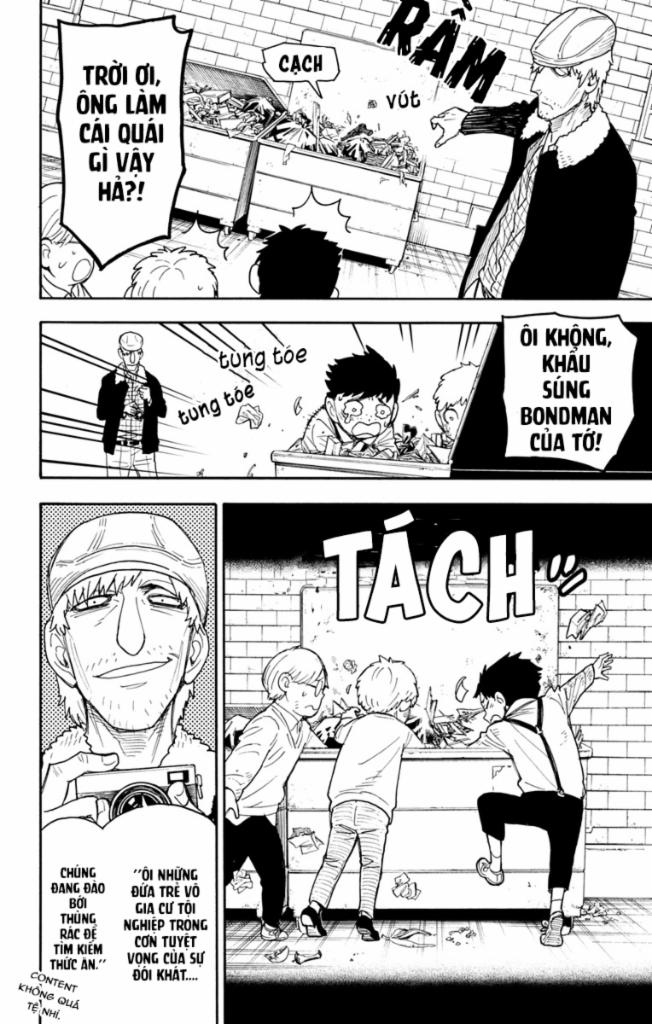 RẦM
CẠCH
vút
TRỜI ƠI,
ÔNG LÀM
CÁI QUÁI
GÌ VẬY
HẢ?!
ÔI KHÔNG,
KHẨU
SÚNG
BONDMAN
CỦA TỚ!
tung tóe
tung tóe
TÁCH
"ÔI NHỮNG
ĐỨA TRẺ VÔ
GIA CƯ TỘI
NGHIỆP TRONG
CƠN TUYỆT
VỌNG CỦA SỰ
ĐÓI KHÁT....
CHÚNG
ĐANG ĐÀO
BỚI
THÙNG
RÁC ĐỂ
TÌM KIẾM
THỨC ĂN."
CONTENT
KHÔNG QUÁ
TỆ NHỈ.